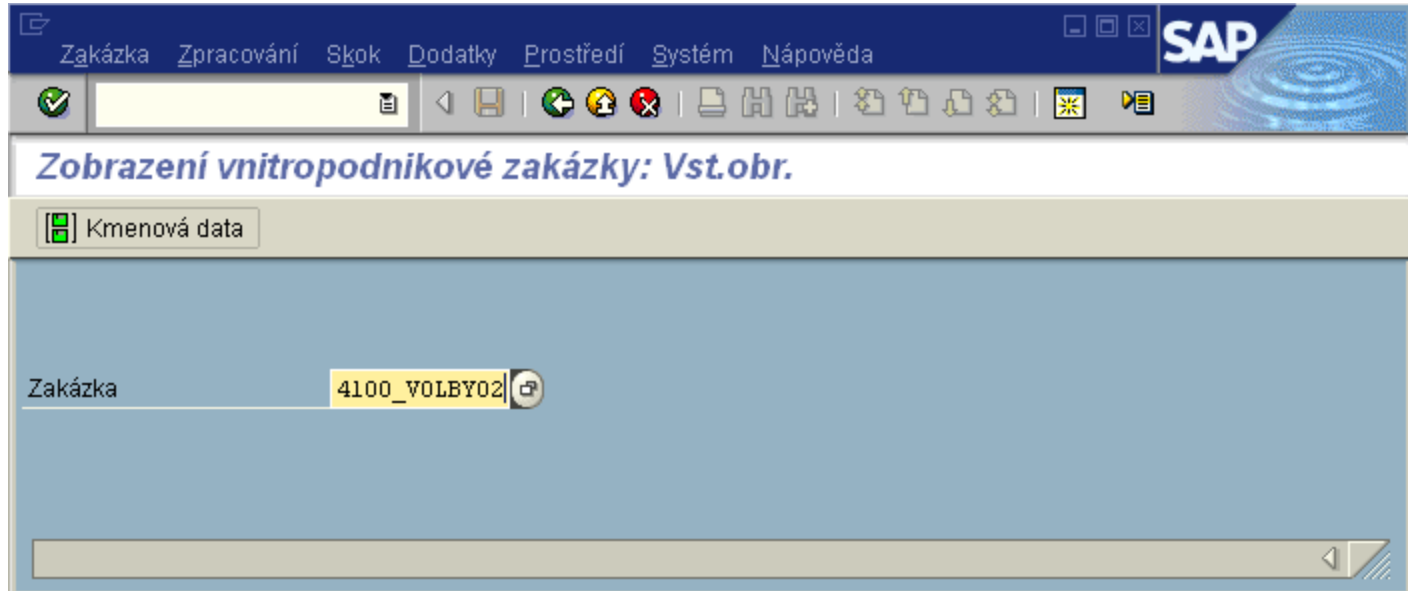 Zakázka Zpracování Skok Dodatky Prostředí Systém Nápověda
SAP
Zobrazení vnitropodnikové zakázky: Vst.obr.
Kmenová data
Zakázka 4100_VOLBY02